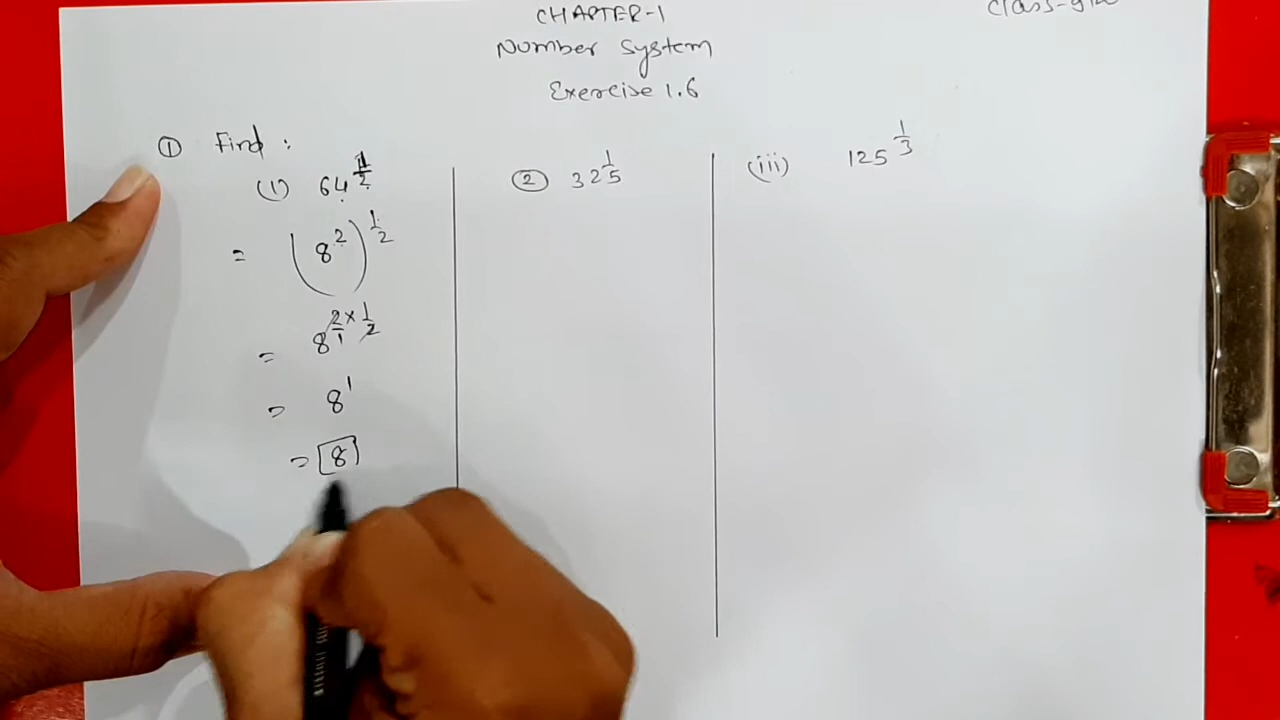 CHAPTER-1
Number System
Exercise 1.6
① Find :
(1) 64^1/2
= (8^2)^1/2
= 8^2/1 × 1/2
= 8^1
= 8
② 32^1/5
(iii) 125^1/3